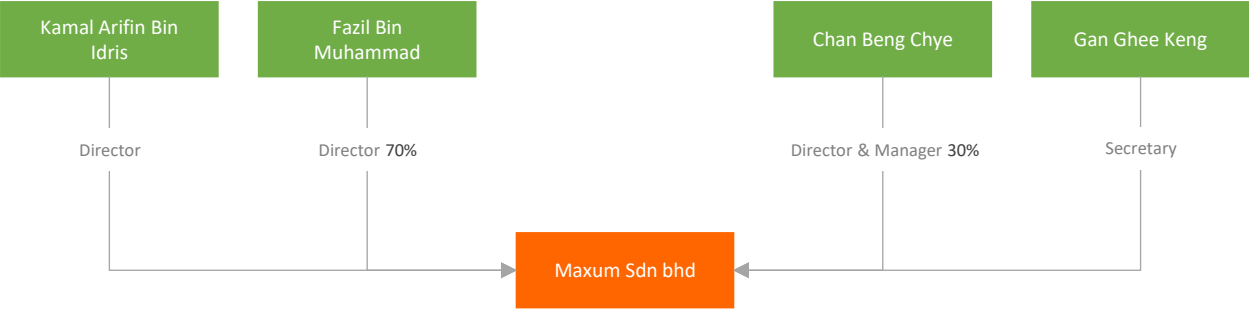 Kamal Arifin Bin
Idris
Fazil Bin
Muhammad
Chan Beng Chye
Gan Ghee Keng
Director
Director 70%
Director & Manager 30%
Secretary
Maxum Sdn bhd